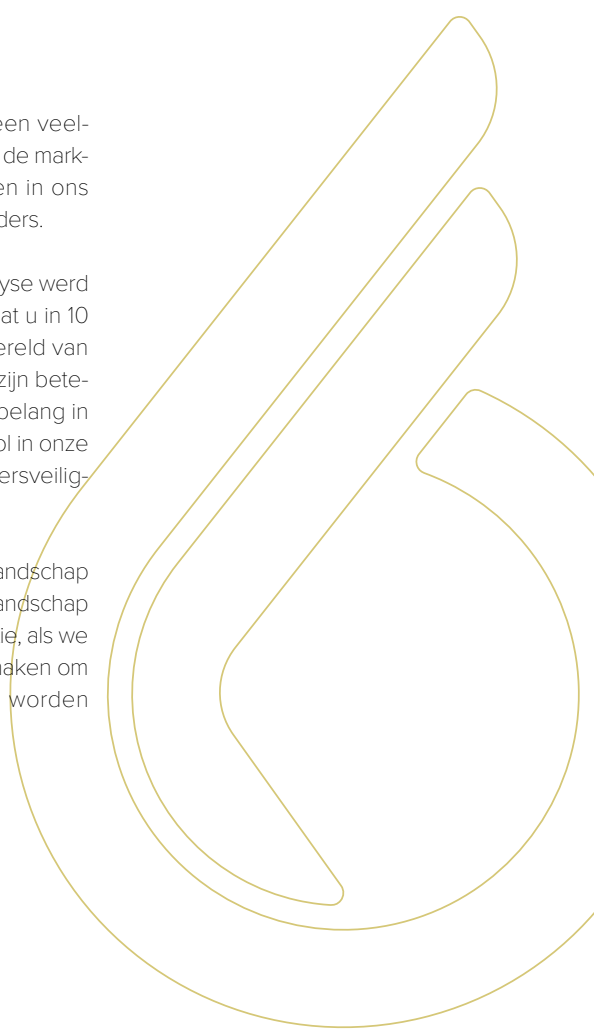 een veel-
de mark-
en in ons
ders.
yse werd
at u in 10
ereld van
zijn bete-
belang in
ol in onze
ersveilig-
andschap
andschap
ie, als we
maken om
worden